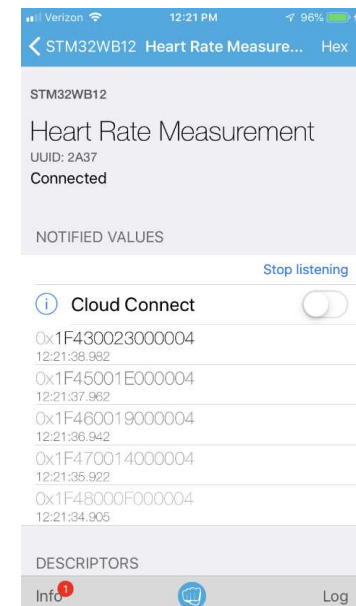 Verizon 12:21 PM 96%
STM32WB12 Heart Rate Measure... Hex
STM32WB12
Heart Rate Measurement
UUID: 2A37
Connected
NOTIFIED VALUES
Stop listening
i Cloud Connect
0x1F430023000004
12:21:38.982
0x1F45001E000004
12:21:37.962
0x1F460019000004
12:21:36.942
0x1F470014000004
12:21:35.922
0x1F48000F000004
12:21:34.905
DESCRIPTORS
Info 1 Log